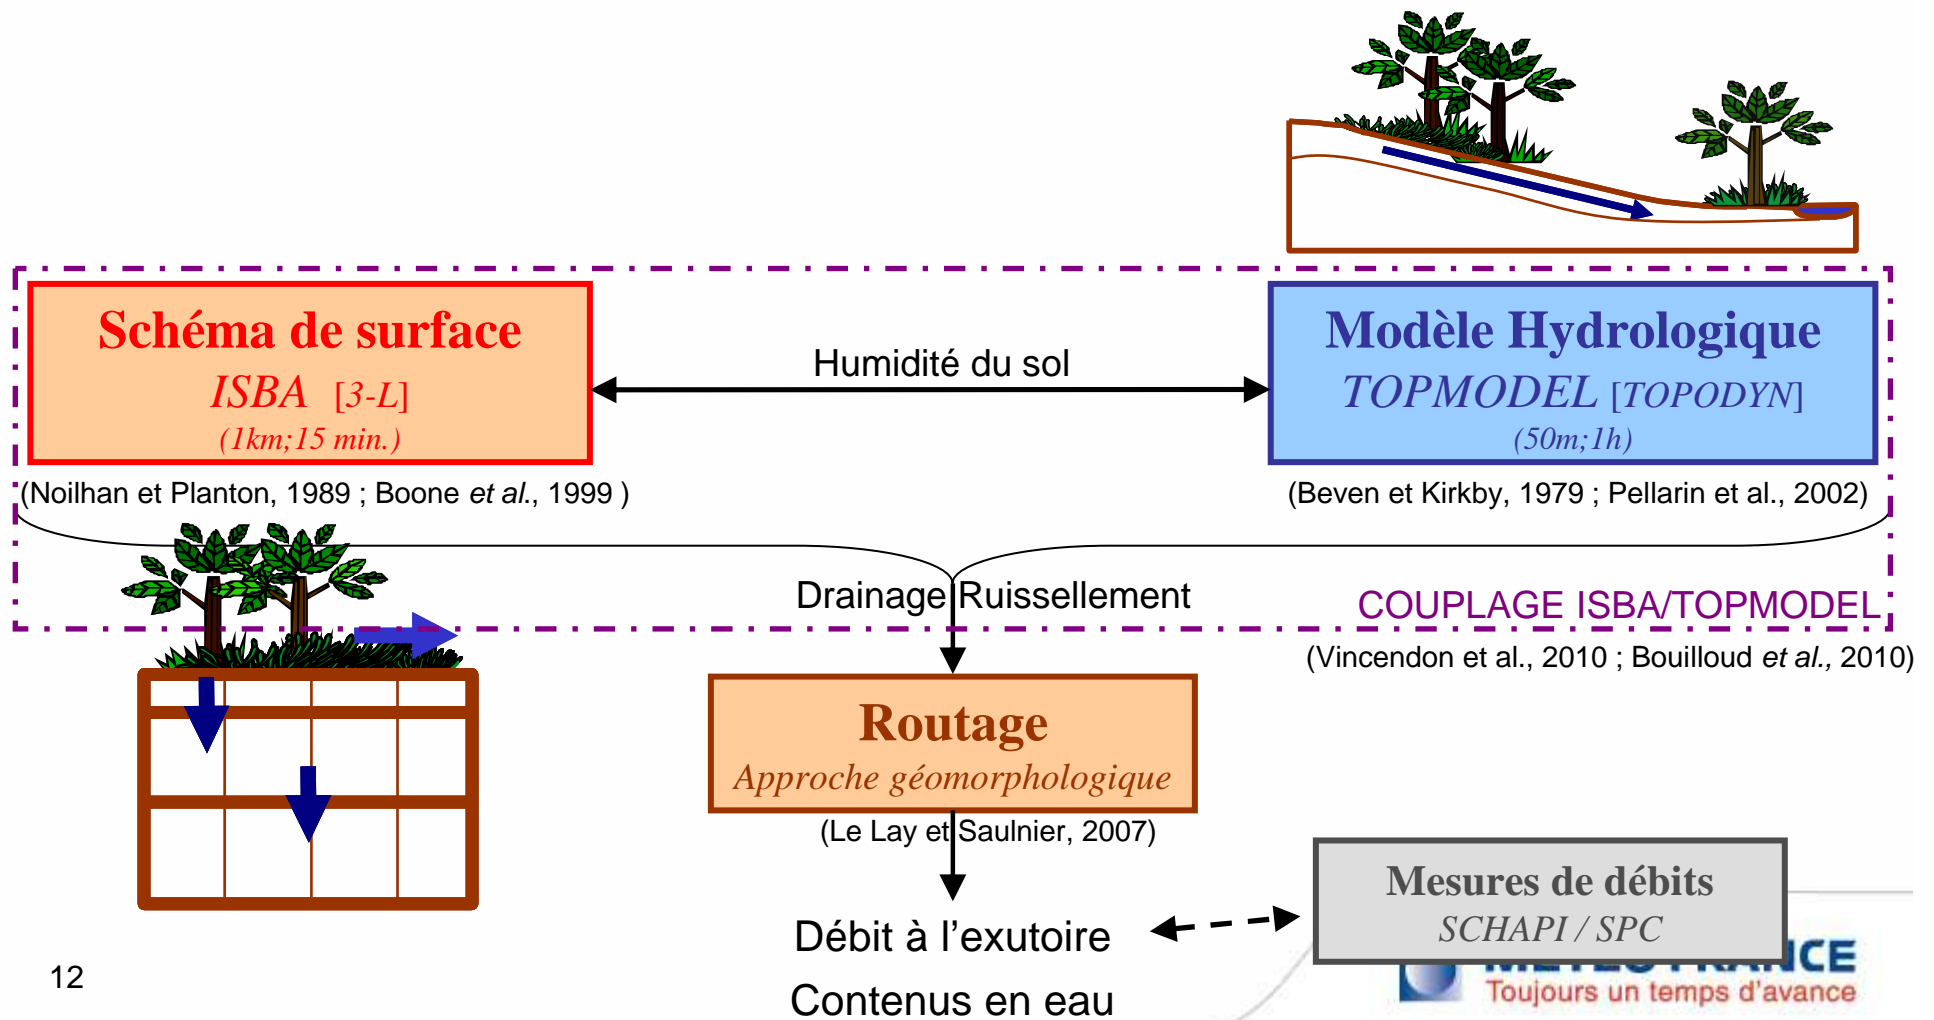 Schéma de surface
ISBA [3-L]
(1km;15 min.)
Humidité du sol
Modèle Hydrologique
TOPMODEL [TOPODYN]
(50m;1h)
(Noilhan et Planton, 1989 ; Boone et al., 1999 )
(Beven et Kirkby, 1979 ; Pellarin et al., 2002)
Drainage Ruissellement
COUPLAGE ISBA/TOPMODEL
(Vincendon et al., 2010 ; Bouilloud et al., 2010)
Routage
Approche géomorphologique
(Le Lay et Saulnier, 2007)
Mesures de débits
SCHAPI / SPC
Débit à l'exutoire
Contenus en eau
12
METEO FRANCE
Toujours un temps d'avance